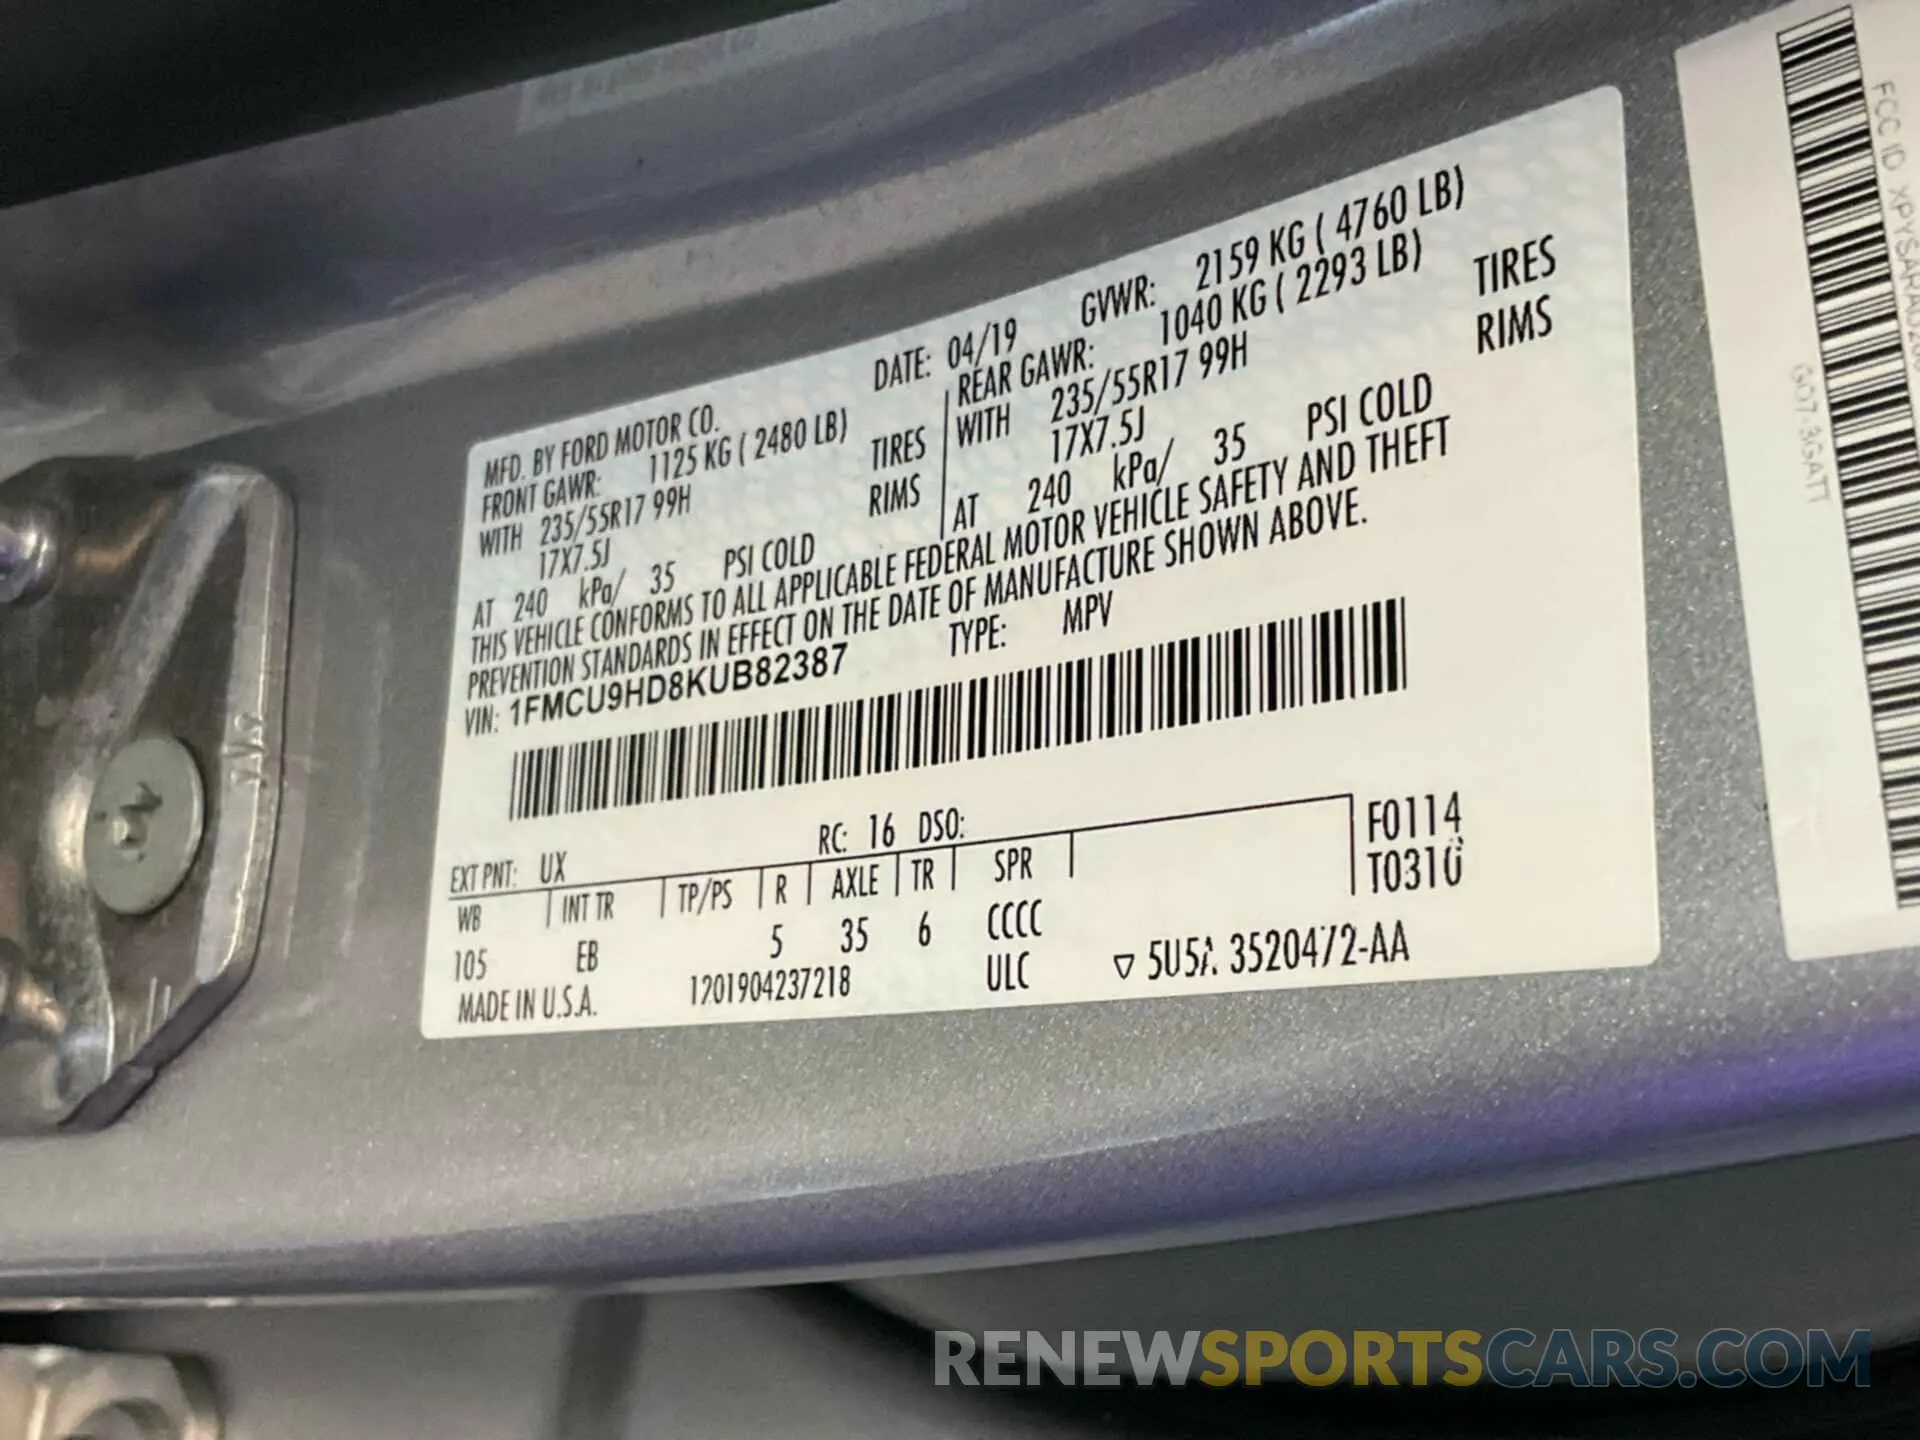 MFD. BY FORD MOTOR CO.
DATE: 04/19
GVWR: 2159 KG ( 4760 LB)
FRONT GAWR: 1125 KG ( 2480 LB)
REAR GAWR: 1040 KG ( 2293 LB)
WITH 235/55R17 99H TIRES
WITH 235/55R17 99H TIRES
17X7.5J RIMS
17X7.5J RIMS
AT 240 kPa/ 35 PSI COLD
AT 240 kPa/ 35 PSI COLD
THIS VEHICLE CONFORMS TO ALL APPLICABLE FEDERAL MOTOR VEHICLE SAFETY AND THEFT
PREVENTION STANDARDS IN EFFECT ON THE DATE OF MANUFACTURE SHOWN ABOVE.
VIN: 1FMCU9HD8KUB82387
TYPE: MPV
EXT PNT: UX RC: 16 DSO:
F0114
WB INT TR TP/PS R AXLE TR SPR
T0310
105 EB 5 35 6 CCCC
MADE IN U.S.A. 1201904237218 ULC
3520472-AA
FCC ID
G07-3GATT
RENEWSPORTSCARS.COM